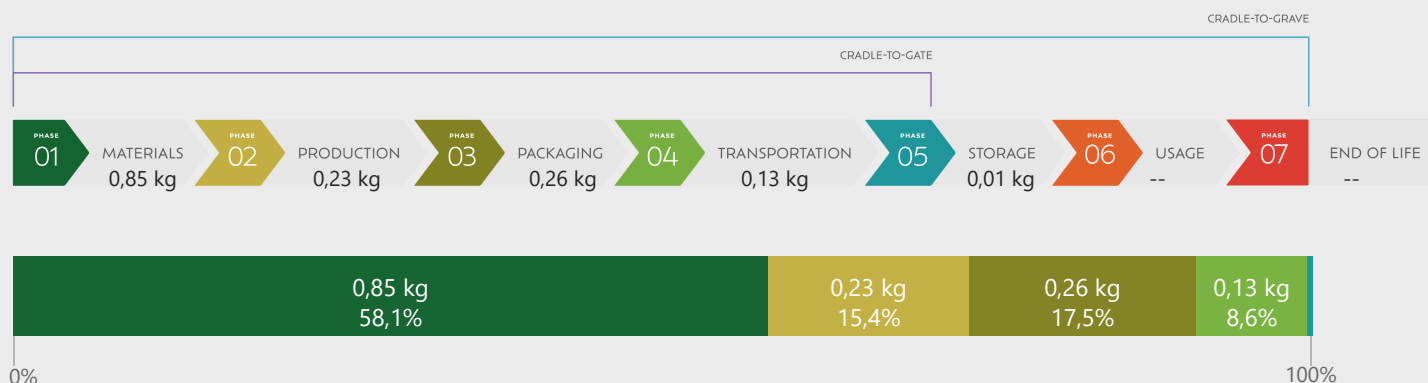 CRADLE-TO-GRAVE
CRADLE-TO-GATE
PHASE
01
MATERIALS
0,85 kg
PHASE
02
PRODUCTION
0,23 kg
PHASE
03
PACKAGING
0,26 kg
PHASE
04
TRANSPORTATION
0,13 kg
PHASE
05
STORAGE
0,01 kg
PHASE
06
USAGE
--
PHASE
07
END OF LIFE
--
0,85 kg
58,1%
0,23 kg
15,4%
0,26 kg
17,5%
0,13 kg
8,6%
0%
100%